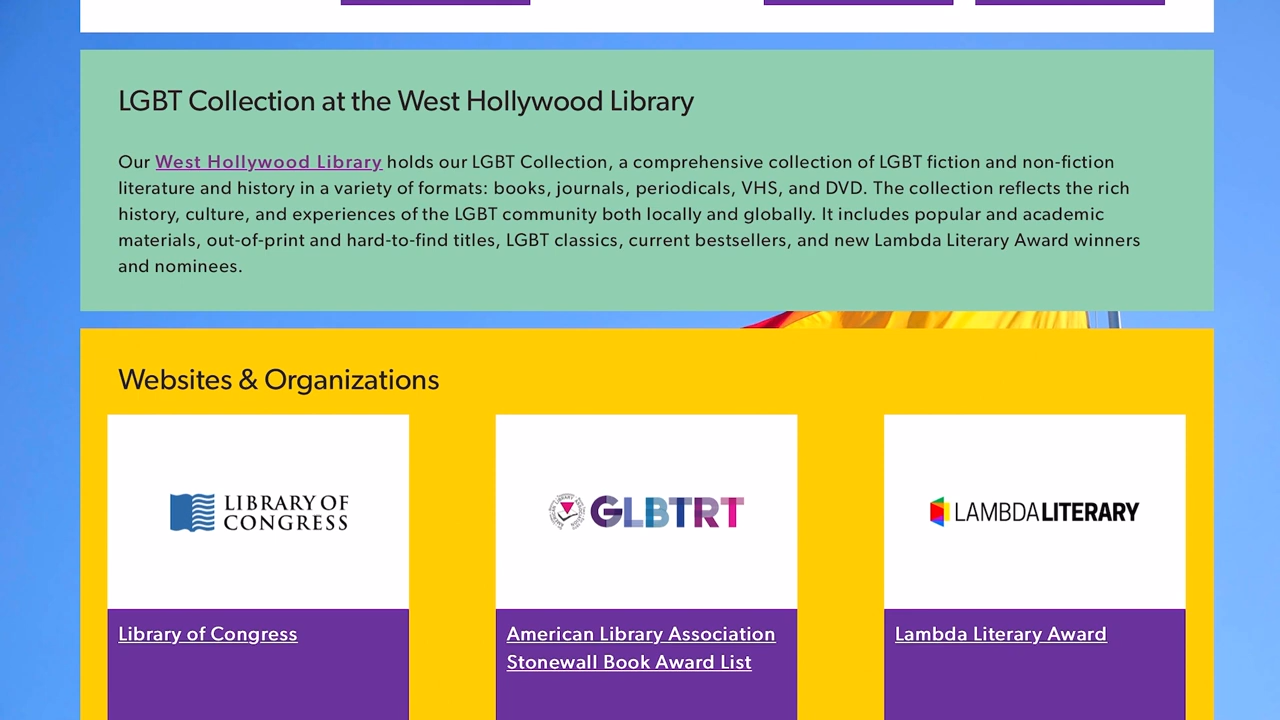 LGBT Collection at the West Hollywood Library
Our West Hollywood Library holds our LGBT Collection, a comprehensive collection of LGBT fiction and non-fiction
literature and history in a variety of formats: books, journals, periodicals, VHS, and DVD. The collection reflects the rich
history, culture, and experiences of the LGBT community both locally and globally. It includes popular and academic
materials, out-of-print and hard-to-find titles, LGBT classics, current bestsellers, and new Lambda Literary Award winners
and nominees.
Websites & Organizations
LIBRARY OF
CONGRESS
GLBTRT
LAMBDALITERARY
Library of Congress
American Library Association
Stonewall Book Award List
Lambda Literary Award